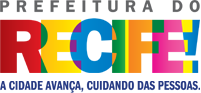 PREFEITURA DO
RECIFE!
A CIDADE AVANÇA, CUIDANDO DAS PESSOAS.